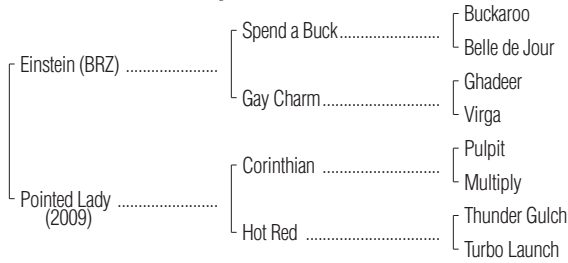 Buckaroo
Spend a Buck
Belle de Jour
Einstein (BRZ)
Ghadeer
Gay Charm
Virga
Pulpit
Corinthian
Multiply
Pointed Lady
(2009)
Thunder Gulch
Hot Red
Turbo Launch